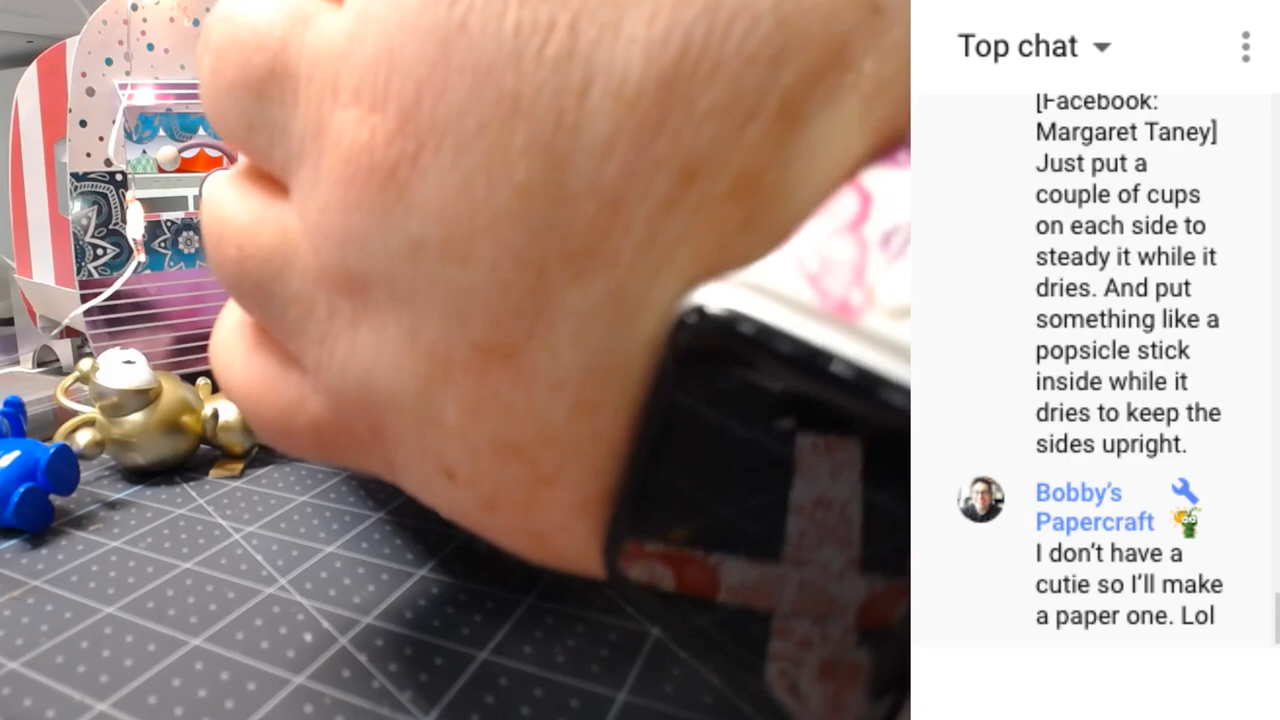 Top chat
[Facebook:
Margaret Taney]
Just put a
couple of cups
on each side to
steady it while it
dries. And put
something like a
popsicle stick
inside while it
dries to keep the
sides upright.
Bobby's
Papercraft
I don't have a
cutie so I'll make
a paper one. Lol